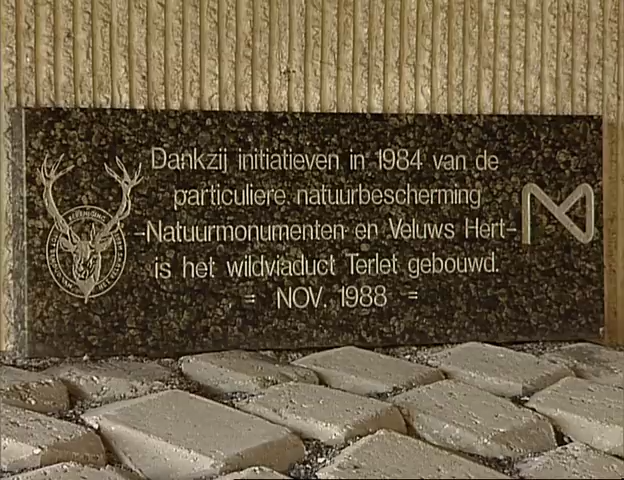 Dankzij initiatieven in 1984 van de
particuliere natuurbescherming
-Natuurmonumenten en Veluws Hert-
is het wildviaduct Terlet gebouwd.
= NOV. 1988 =